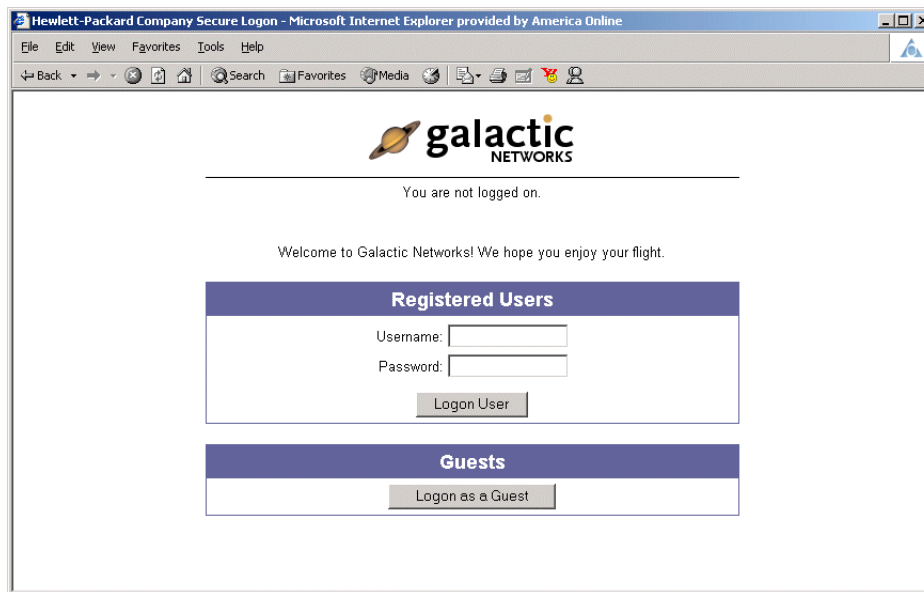 Hewlett-Packard Company Secure Logon - Microsoft Internet Explorer provided by America Online
File Edit View Favorites Tools Help
Back Search Favorites Media
galactic
NETWORKS
You are not logged on.
Welcome to Galactic Networks! We hope you enjoy your flight.
Registered Users
Username:
Password:
Logon User
Guests
Logon as a Guest